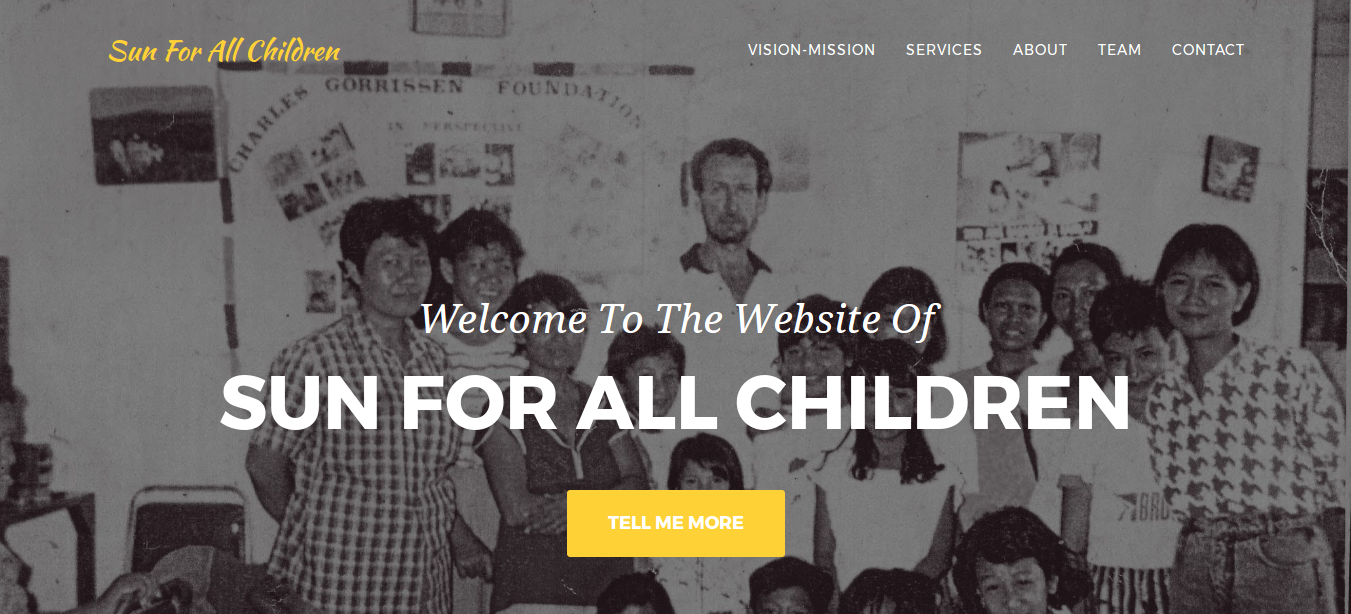 Sun For All Children
VISION-MISSION SERVICES ABOUT TEAM CONTACT
CHARLES GORRISSEN FOUNDATION
IN PERSPECTIVE
Welcome To The Website Of
SUN FOR ALL CHILDREN
TELL ME MORE